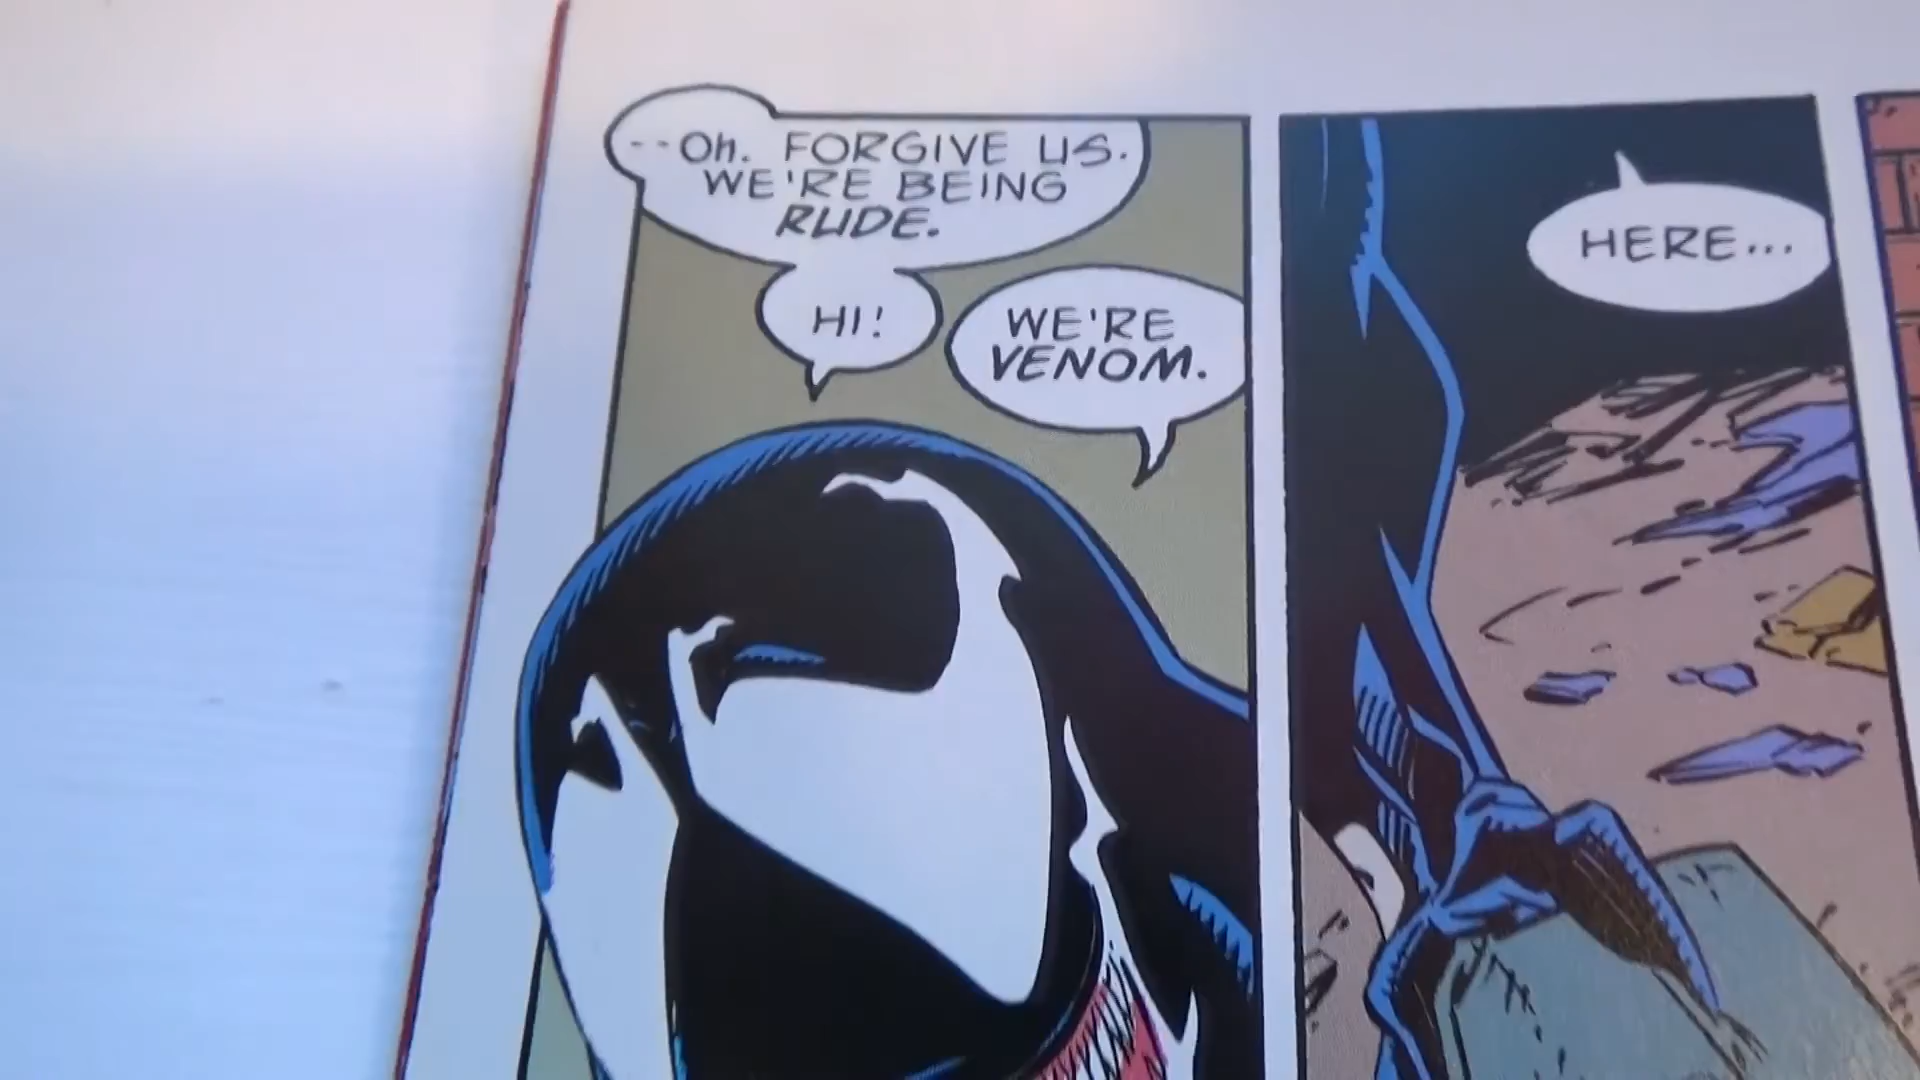 --Oh. FORGIVE US.
WE'RE BEING
RUDE.
HI!
WE'RE
VENOM.
HERE...